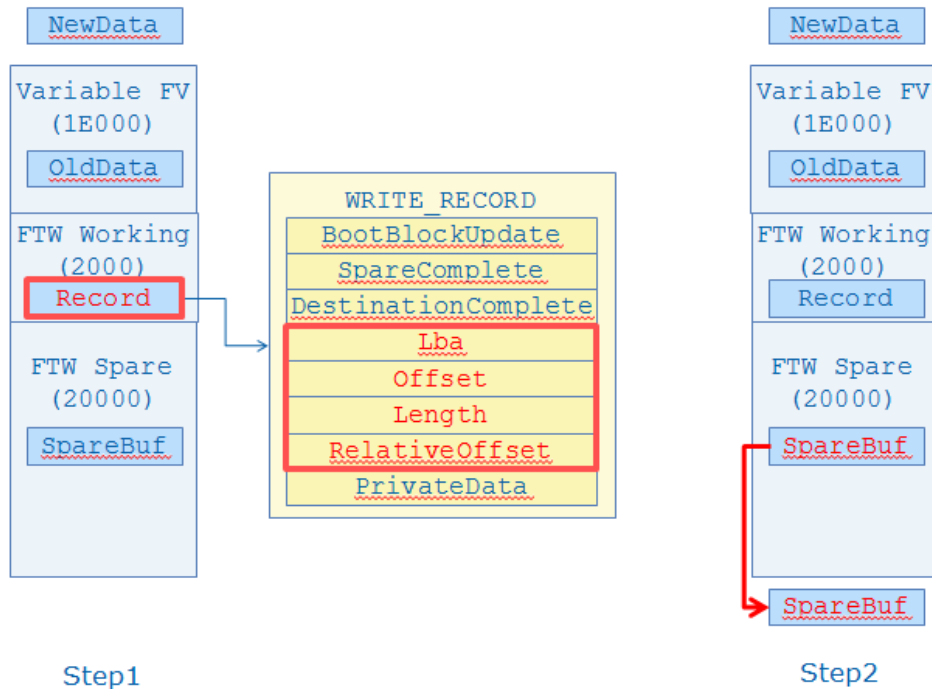 NewData
Variable FV
(1E000)
OldData
FTW Working
(2000)
Record
FTW Spare
(20000)
SpareBuf
Step1
WRITE_RECORD
BootBlockUpdate
SpareComplete
DestinationComplete
Lba
Offset
Length
RelativeOffset
PrivateData
NewData
Variable FV
(1E000)
OldData
FTW Working
(2000)
Record
FTW Spare
(20000)
SpareBuf
SpareBuf
Step2